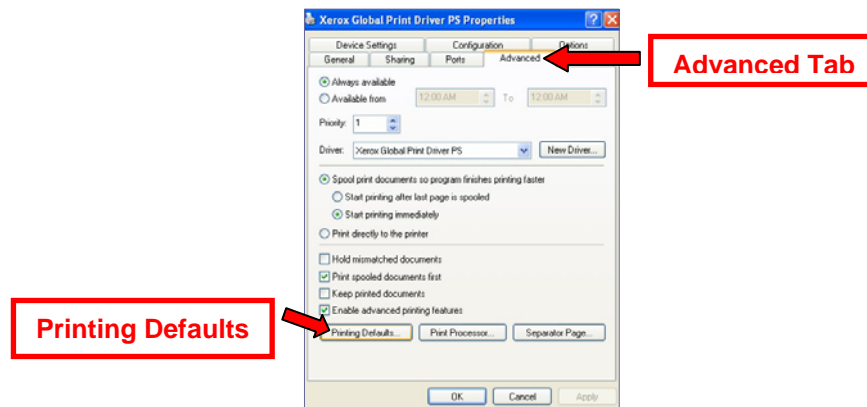 Xerox Global Print Driver PS Properties
Device Settings Configuration Options
General Sharing Ports Advanced
Advanced Tab
Always available
Available from 12:00 AM To 12:00 AM
Priority: 1
Driver: Xerox Global Print Driver PS New Driver...
Spool print documents so program finishes printing faster
Start printing after last page is spooled
Start printing immediately
Print directly to the printer
Hold mismatched documents
Print spooled documents first
Keep printed documents
Enable advanced printing features
Printing Defaults
Printing Defaults... Print Processor... Separator Page...
OK Cancel Apply